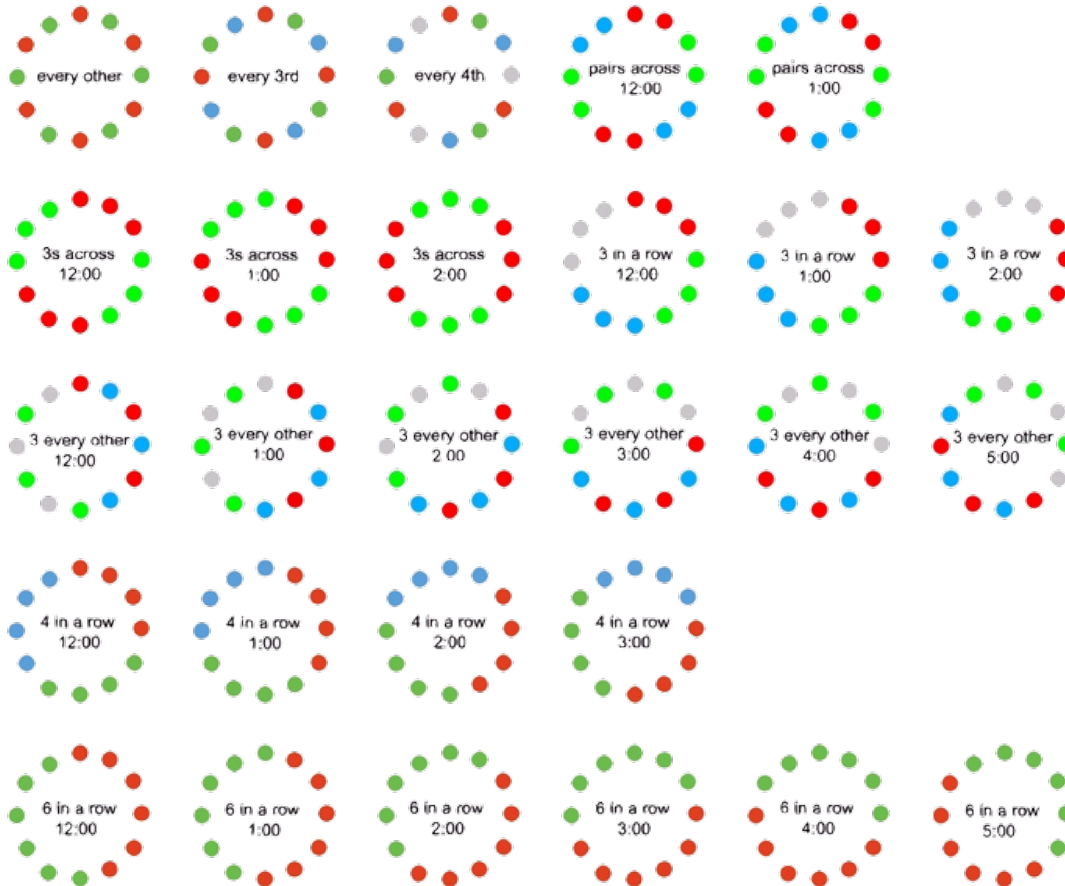 every other
every 3rd
every 4th
pairs across
12:00
pairs across
1:00
3s across
12:00
3s across
1:00
3s across
2:00
3 in a row
12:00
3 in a row
1:00
3 in a row
2:00
3 every other
12:00
3 every other
1:00
3 every other
2 00
3 every other
3:00
3 every other
4:00
3 every other
5:00
4 in a row
12:00
4 in a row
1:00
4 in a row
2:00
4 in a row
3:00
6 in a row
12:00
6 in a row
1:00
6 in a row
2:00
6 in a row
3:00
6 in a row
4:00
6 in a row
5:00